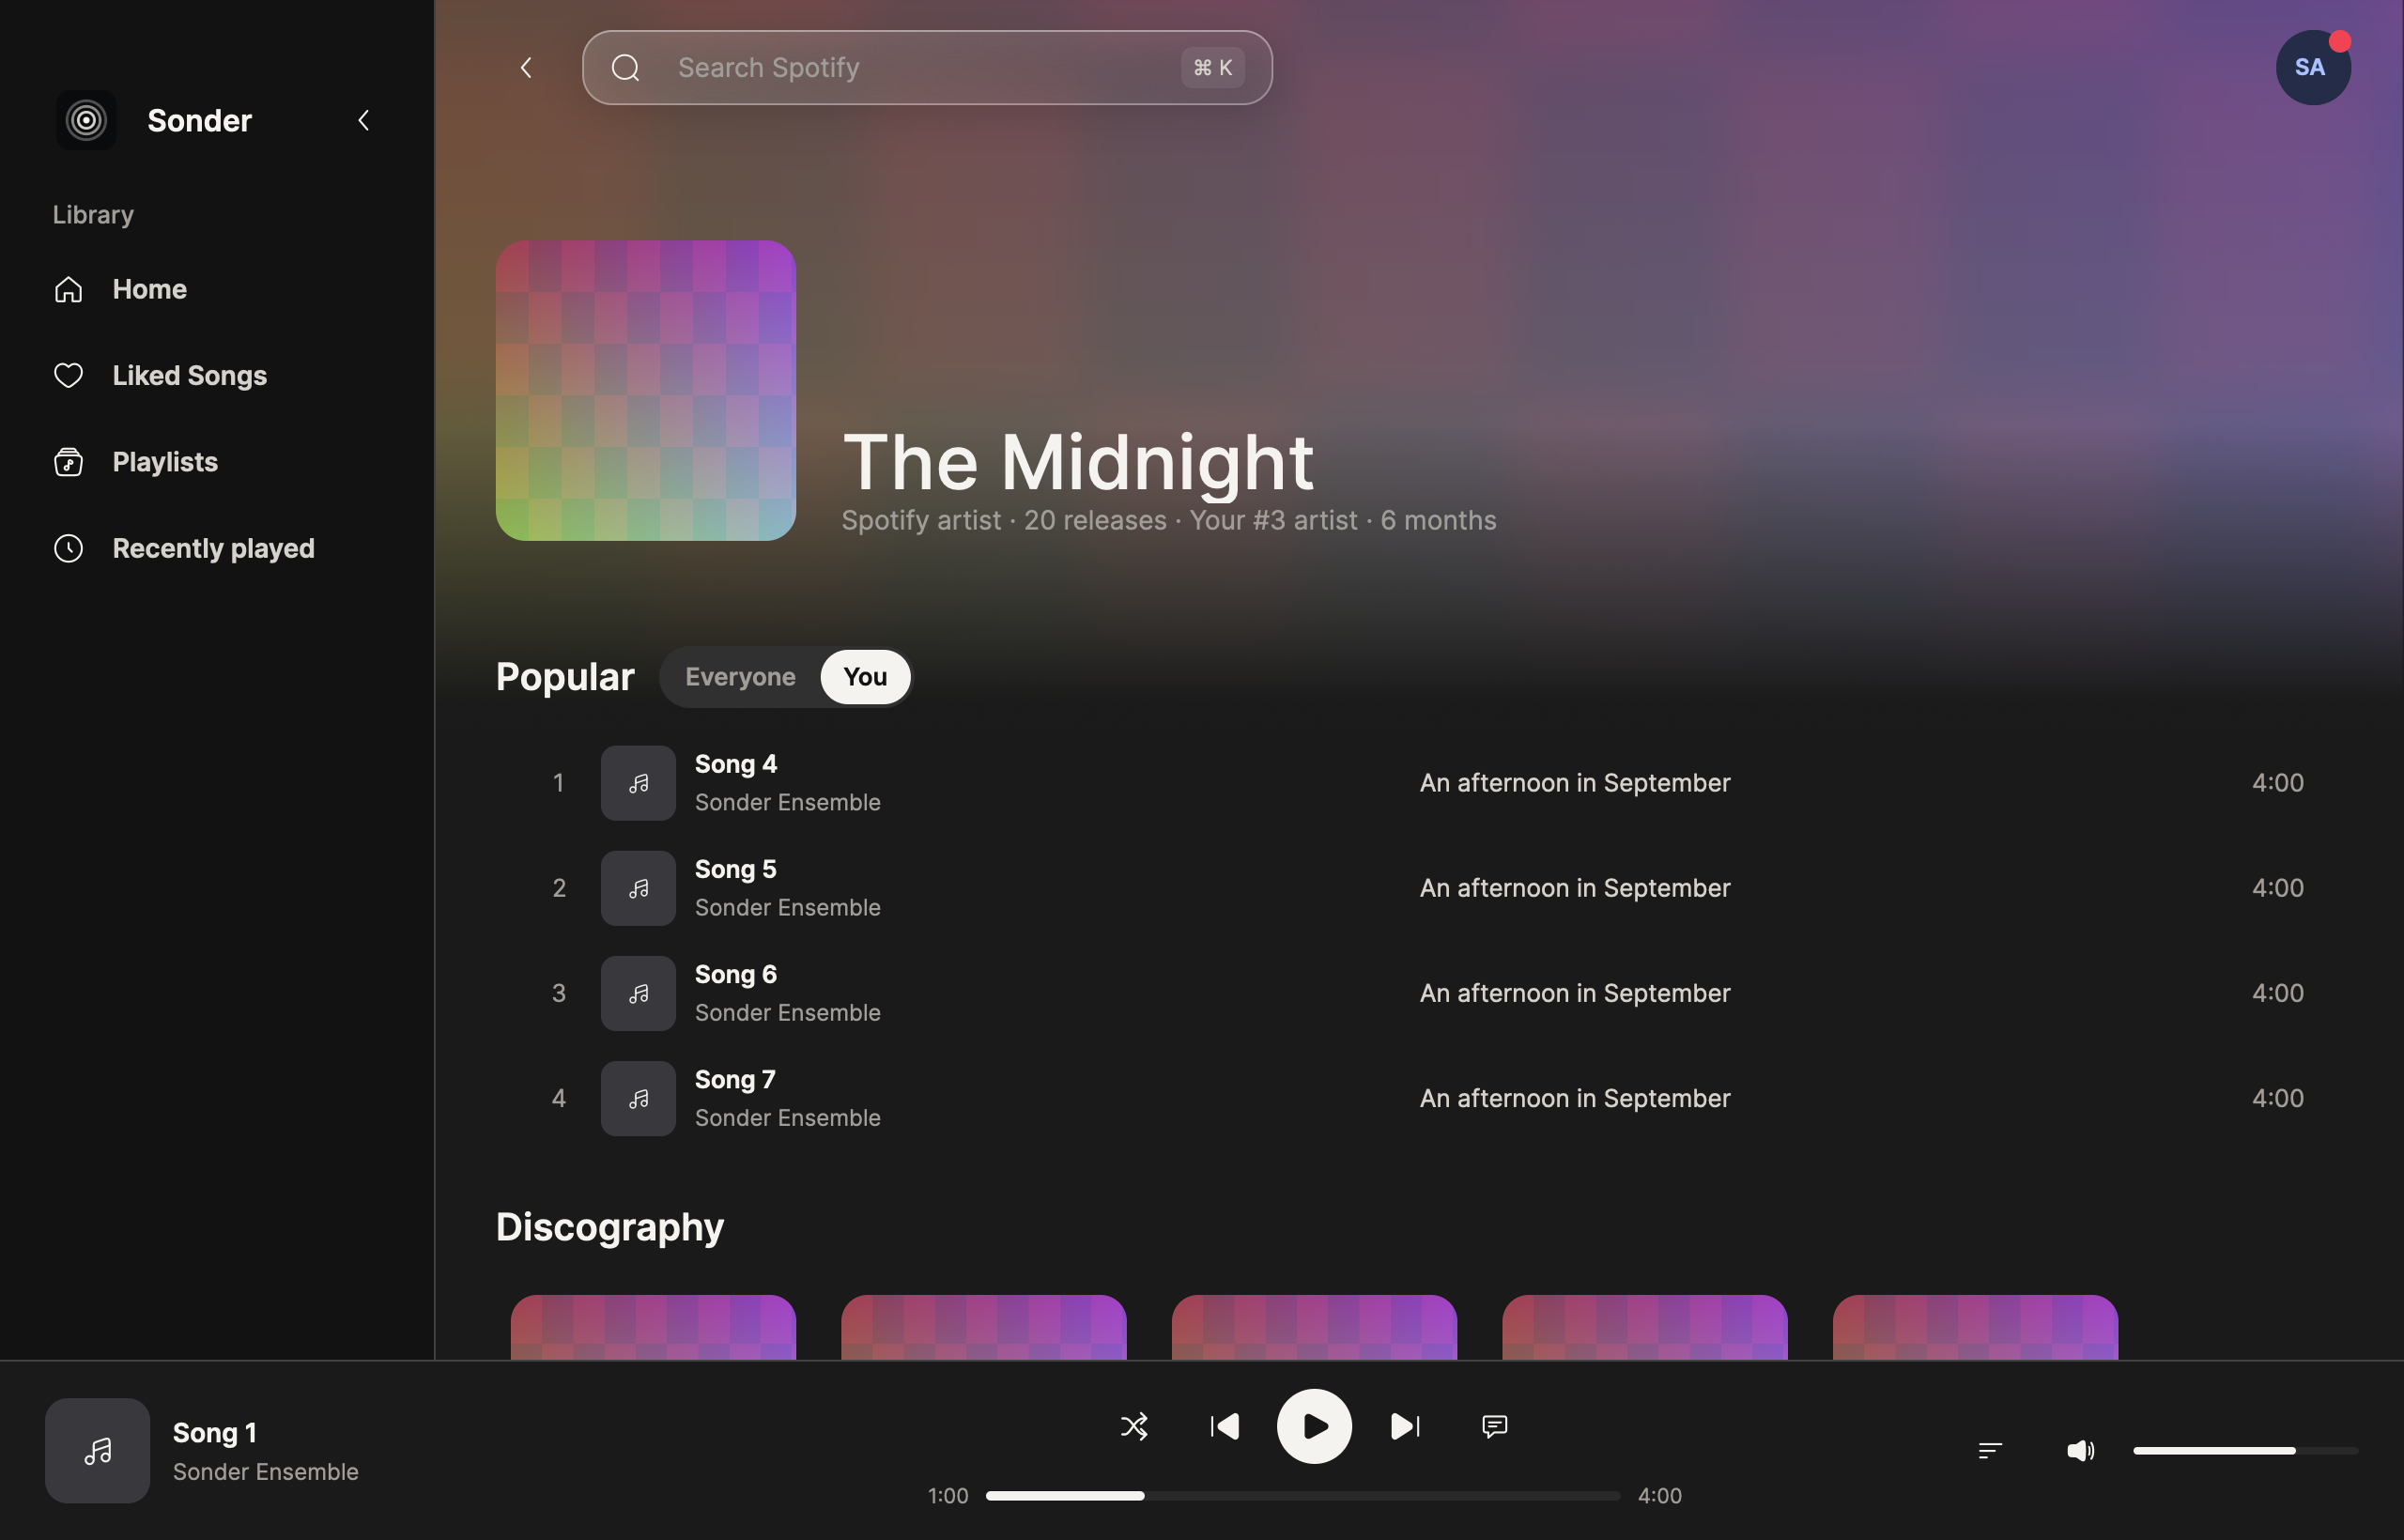 Sonder
Library
Home
Liked Songs
Playlists
Recently played
Search Spotify
⌘ K
SA
The Midnight
Spotify artist · 20 releases · Your #3 artist · 6 months
Popular
Everyone
You
1
Song 4
Sonder Ensemble
An afternoon in September
4:00
2
Song 5
Sonder Ensemble
An afternoon in September
4:00
3
Song 6
Sonder Ensemble
An afternoon in September
4:00
4
Song 7
Sonder Ensemble
An afternoon in September
4:00
Discography
Song 1
Sonder Ensemble
1:00
4:00